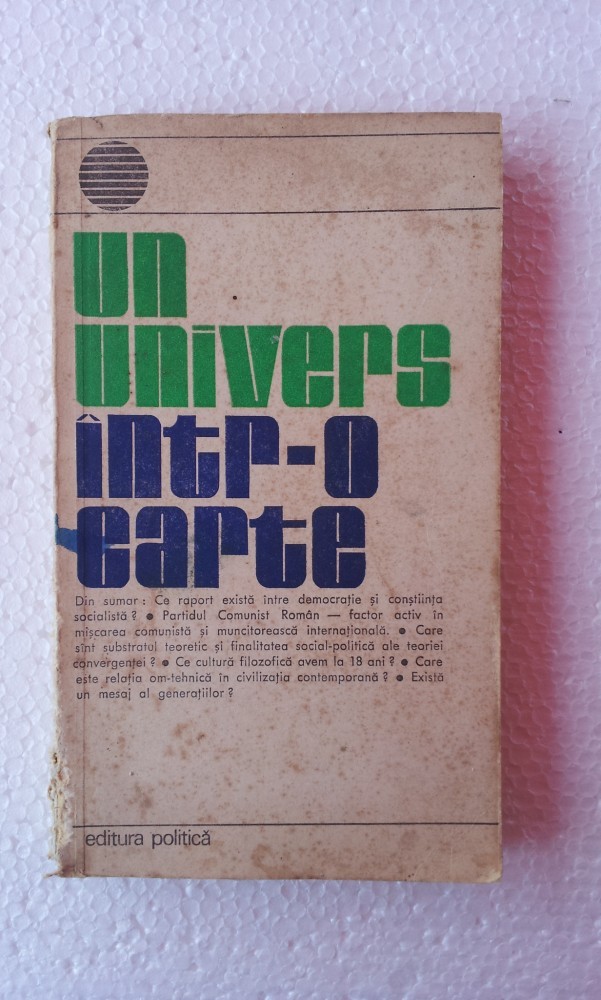 un
univers
într-o
carte
Din sumar : Ce raport există între democrație și conștiința
socialistă ? ● Partidul Comunist Român — factor activ în
mișcarea comunistă și muncitorească internațională. ● Care
sînt substratul teoretic și finalitatea social-politică ale teoriei
convergenței ? ● Ce cultură filozofică avem la 18 ani ? ● Care
este relația om-tehnică în civilizația contemporană ? ● Există
un mesaj al generațiilor ?
editura politică